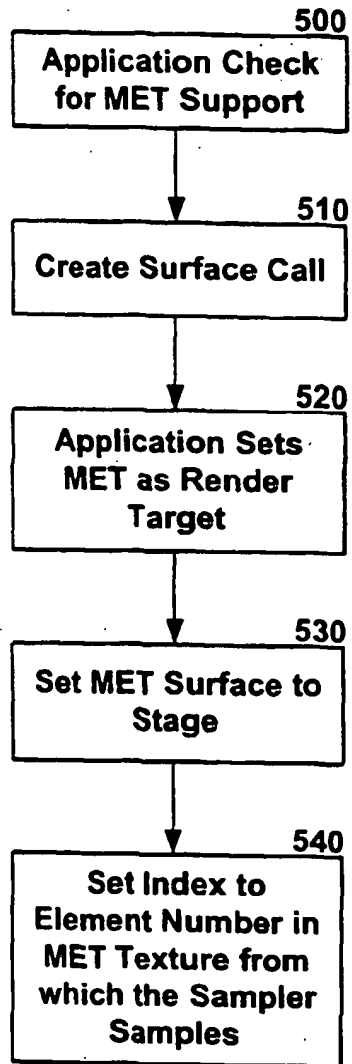 500
Application Check
for MET Support
510
Create Surface Call
520
Application Sets
MET as Render
Target
530
Set MET Surface to
Stage
540
Set Index to
Element Number in
MET Texture from
which the Sampler
Samples